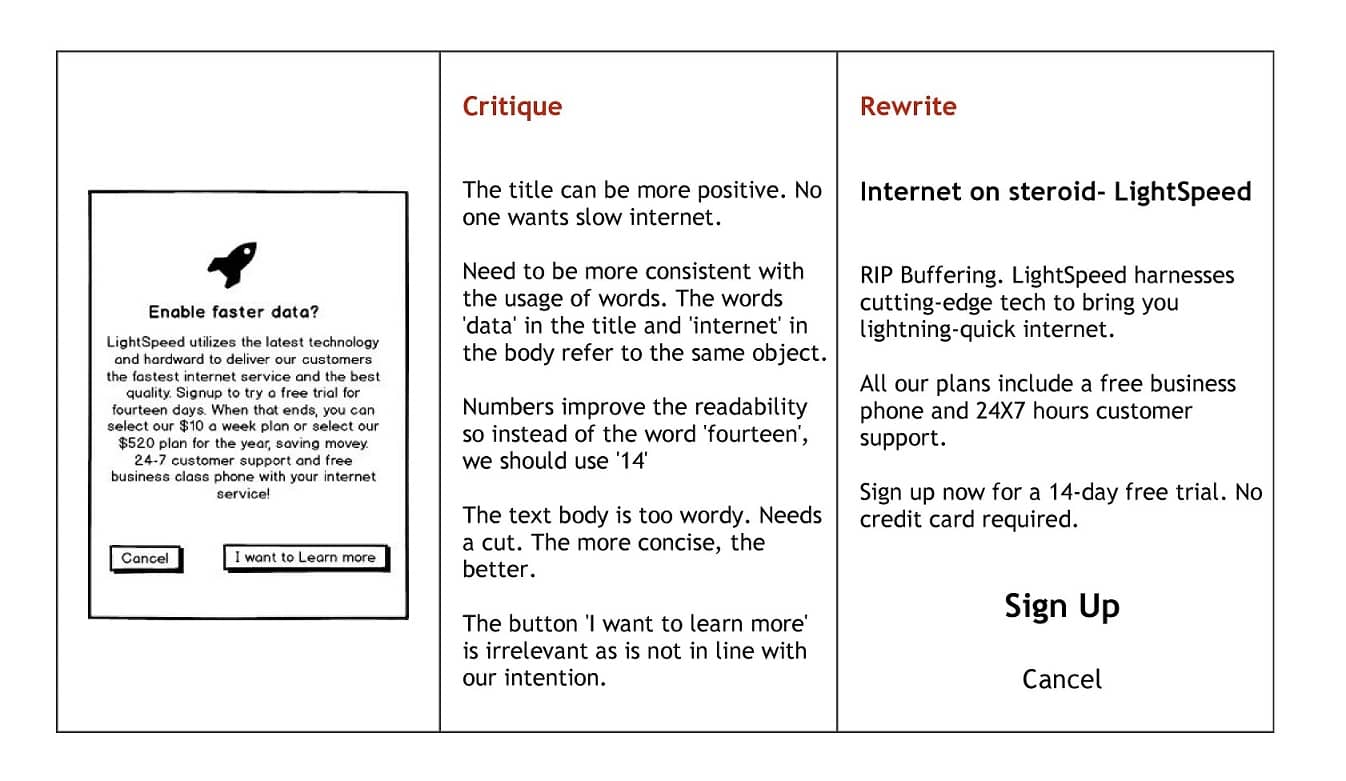 Enable faster data?
LightSpeed utilizes the latest technology
and hardward to deliver our customers
the fastest internet service and the best
quality. Signup to try a free trial for
fourteen days. When that ends, you can
select our $10 a week plan or select our
$520 plan for the year, saving movey.
24-7 customer support and free
business class phone with your internet
service!
Cancel
I want to Learn more
Critique
The title can be more positive. No
one wants slow internet.
Need to be more consistent with
the usage of words. The words
'data' in the title and 'internet' in
the body refer to the same object.
Numbers improve the readability
so instead of the word 'fourteen',
we should use '14'
The text body is too wordy. Needs
a cut. The more concise, the
better.
The button 'I want to learn more'
is irrelevant as is not in line with
our intention.
Rewrite
Internet on steroid- LightSpeed
RIP Buffering. LightSpeed harnesses
cutting-edge tech to bring you
lightning-quick internet.
All our plans include a free business
phone and 24X7 hours customer
support.
Sign up now for a 14-day free trial. No
credit card required.
Sign Up
Cancel